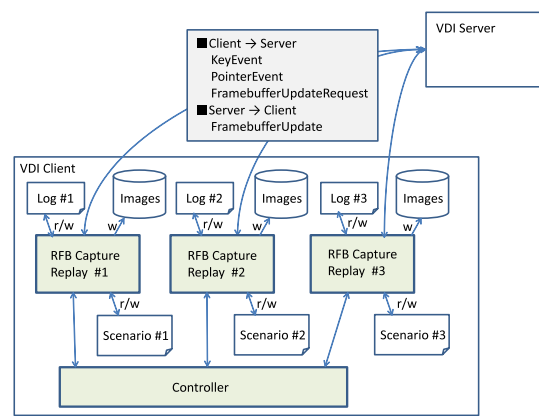 VDI Server
■Client → Server
KeyEvent
PointerEvent
FramebufferUpdateRequest
■Server → Client
FramebufferUpdate
VDI Client
Log #1
Images
Log #2
Images
Log #3
Images
r/w
w
r/w
w
r/w
w
RFB Capture
Replay #1
RFB Capture
Replay #2
RFB Capture
Replay #3
r/w
r/w
r/w
Scenario #1
Scenario #2
Scenario #3
Controller